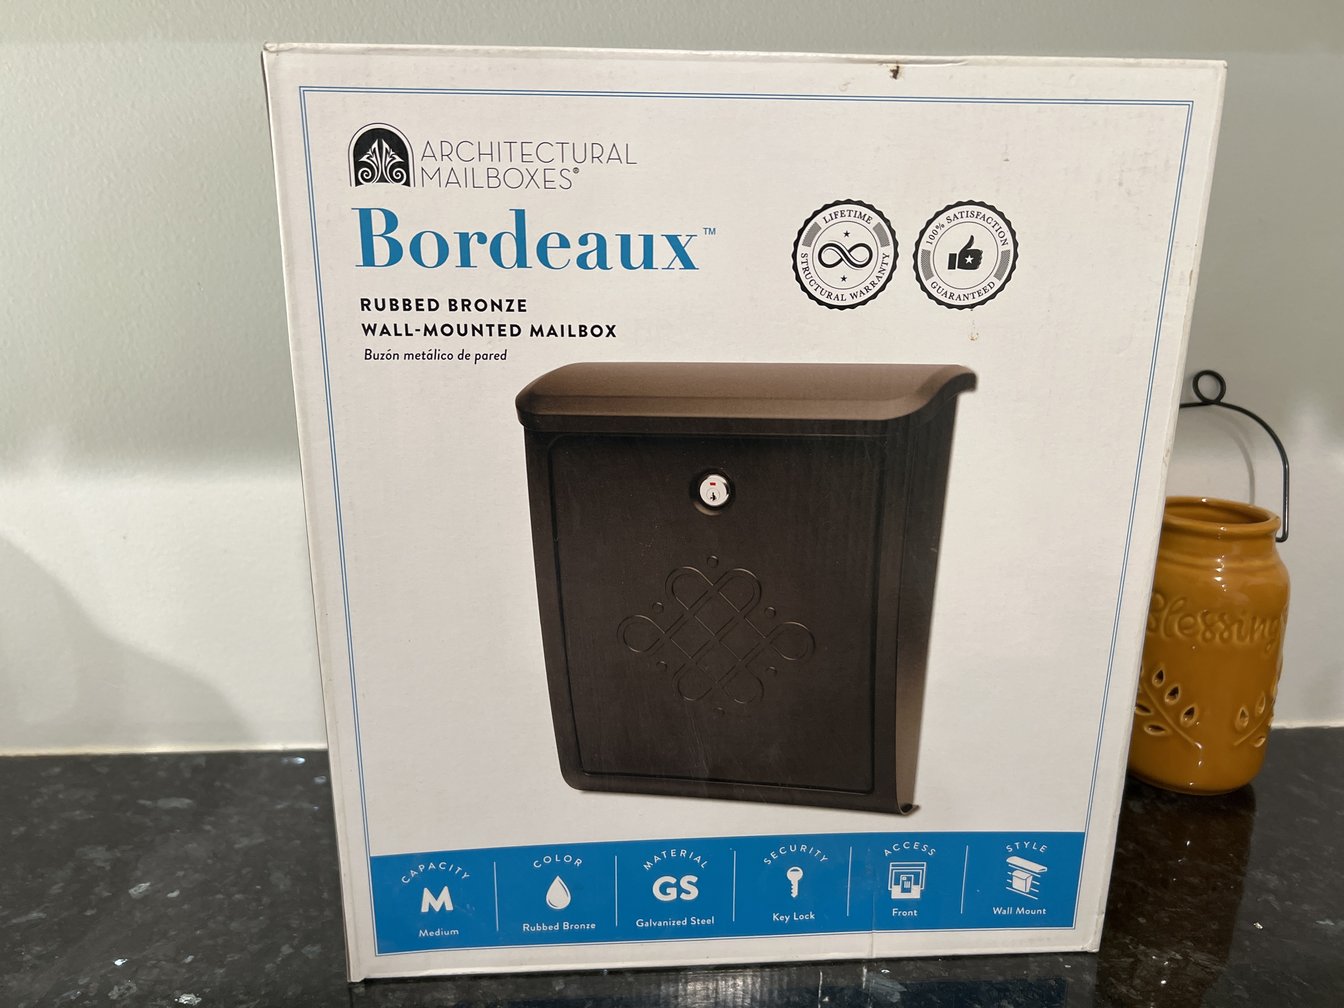 ARCHITECTURAL
MAILBOXES®
Bordeaux™
RUBBED BRONZE
WALL-MOUNTED MAILBOX
Buzón metálico de pared
LIFETIME
STRUCTURAL WARRANTY
100% SATISFACTION
GUARANTEED
CAPACITY
M
Medium
COLOR
Rubbed Bronze
MATERIAL
GS
Galvanized Steel
SECURITY
Key Lock
ACCESS
Front
STYLE
Wall Mount